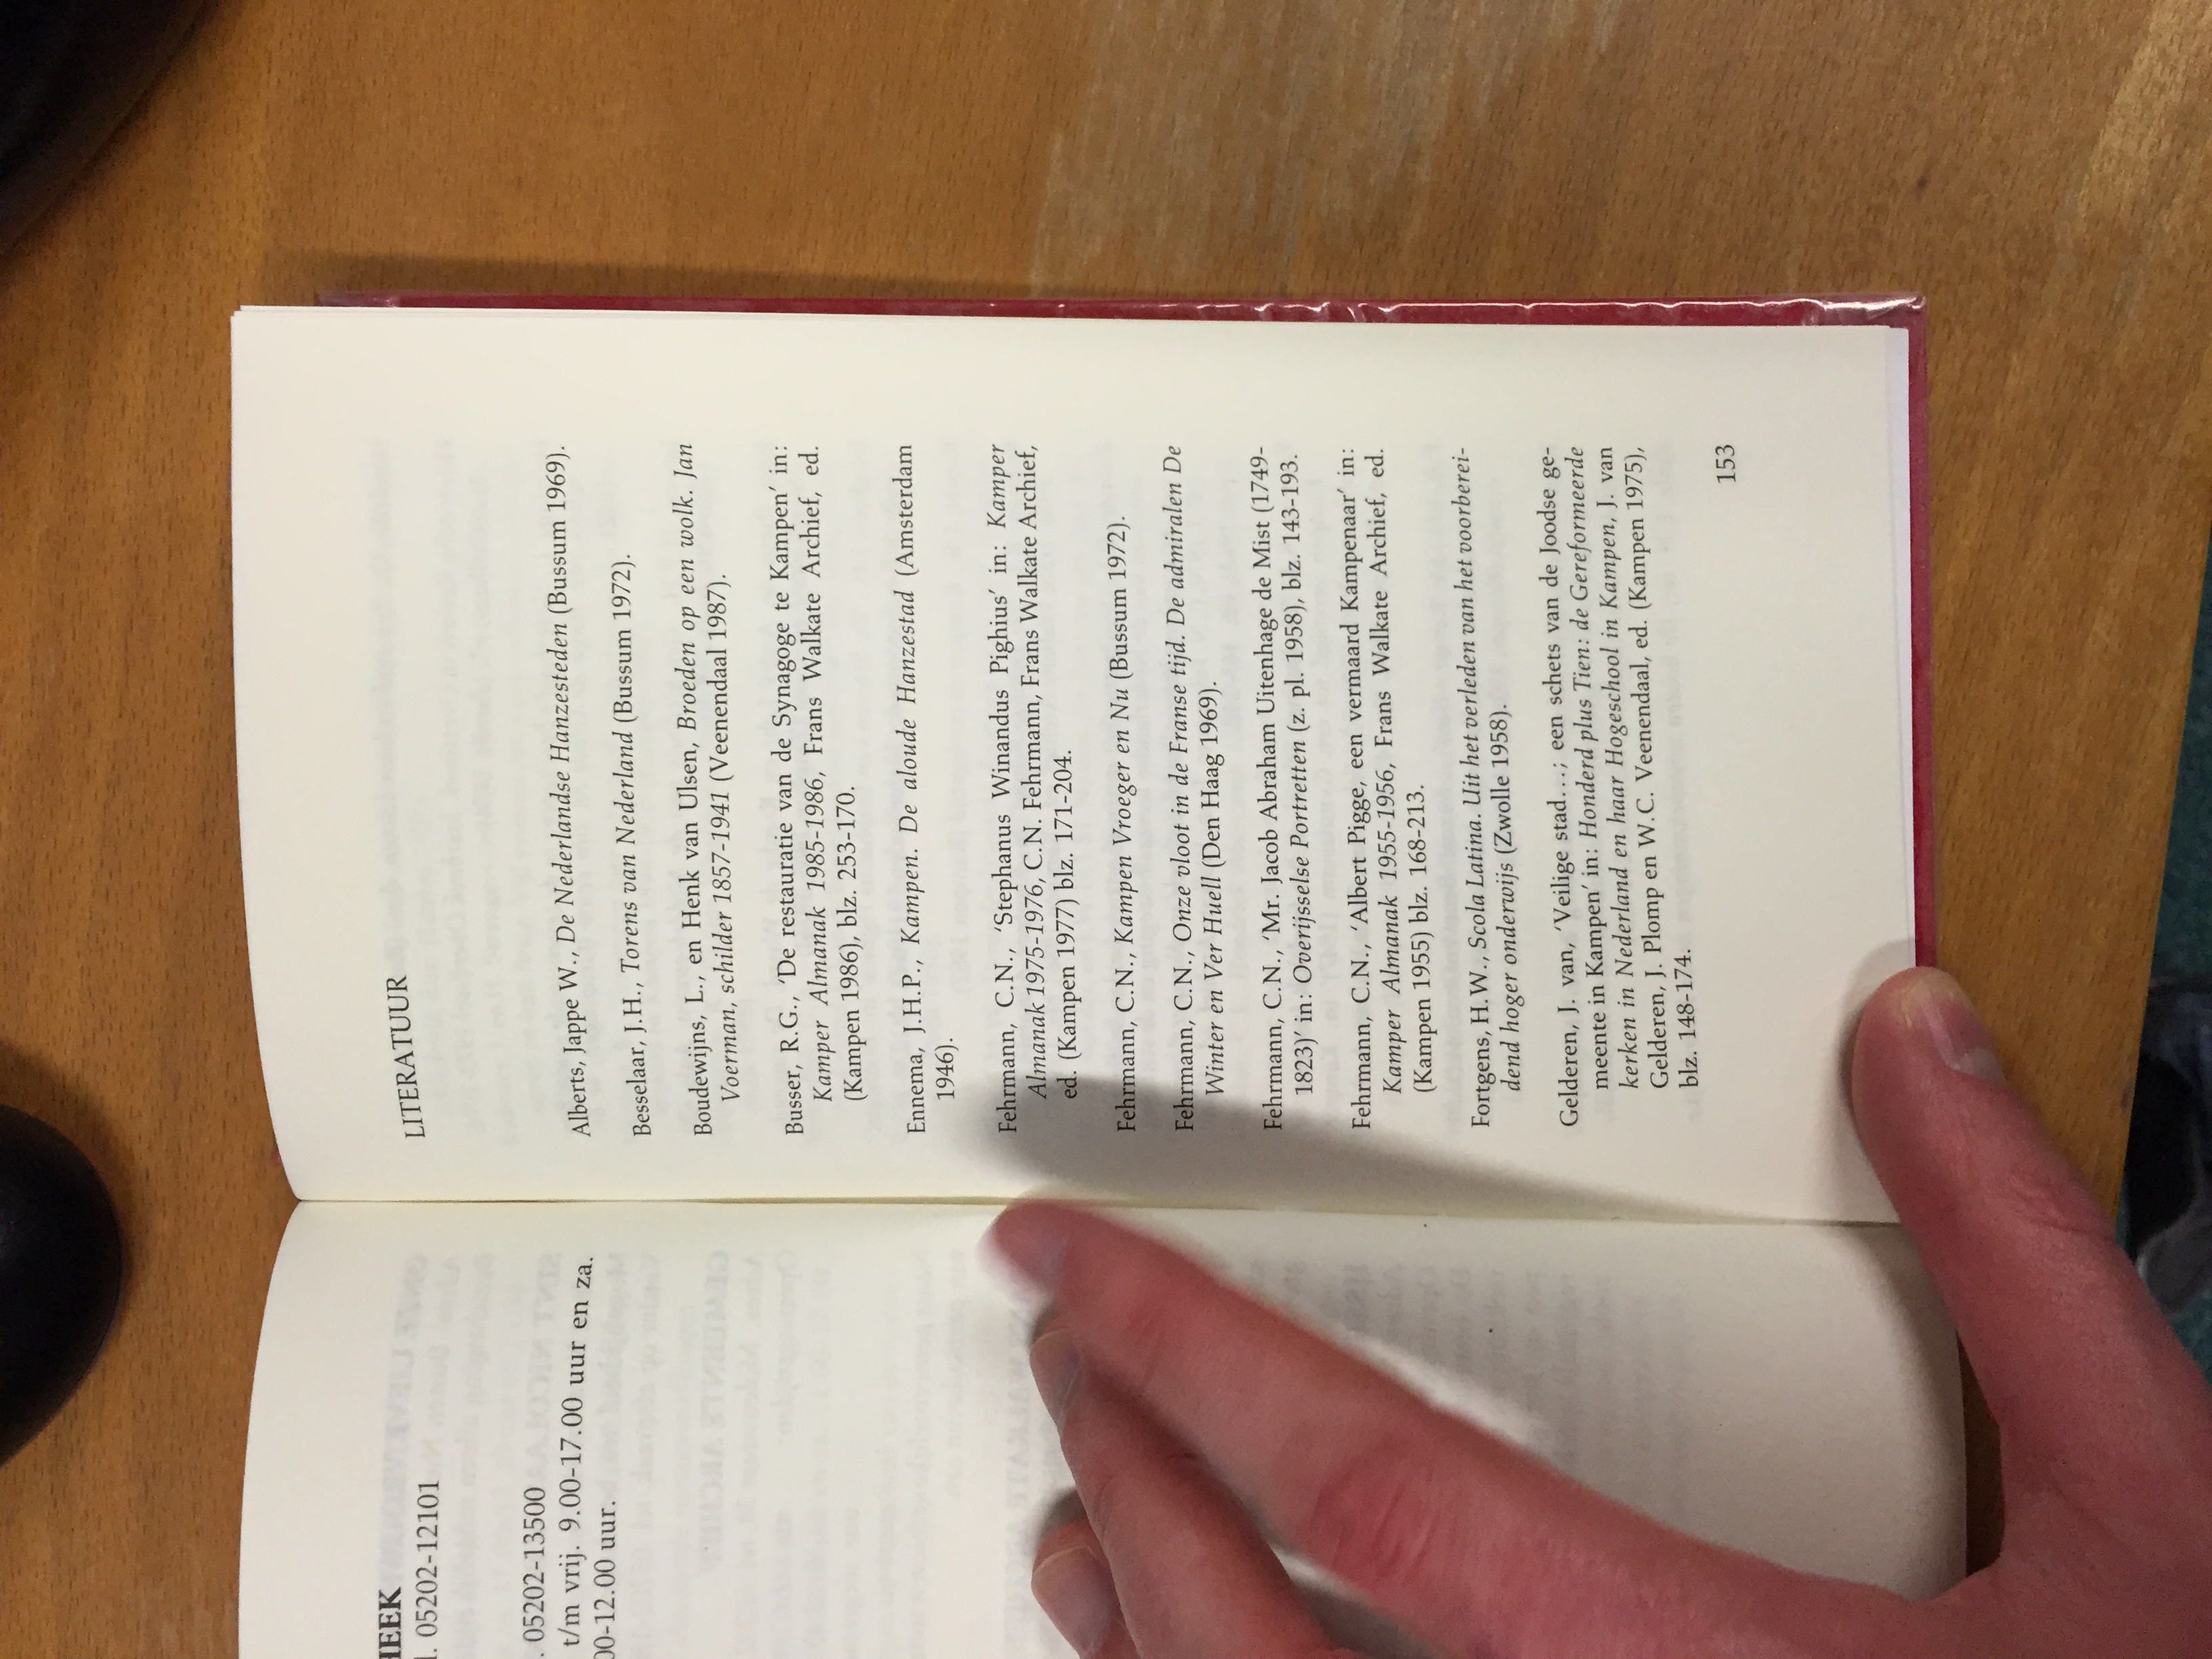 HEEK
. 05202-12101
. 05202-13500
t/m vrij. 9.00-17.00 uur en za.
00-12.00 uur.
LITERATUUR
Alberts, Jappe W., De Nederlandse Hanzesteden (Bussum 1969).
Besselaar, J.H., Torens van Nederland (Bussum 1972).
Boudewijns, L., en Henk van Ulsen, Broeden op een wolk. Jan
Voerman, schilder 1857-1941 (Veenendaal 1987).
Busser, R.G., 'De restauratie van de Synagoge te Kampen' in:
Kamper Almanak 1985-1986, Frans Walkate Archief, ed.
(Kampen 1986), blz. 253-170.
Ennema, J.H.P., Kampen. De aloude Hanzestad (Amsterdam
1946).
Fehrmann, C.N., 'Stephanus Winandus Pighius' in: Kamper
Almanak 1975-1976, C.N. Fehrmann, Frans Walkate Archief,
ed. (Kampen 1977) blz. 171-204.
Fehrmann, C.N., Kampen Vroeger en Nu (Bussum 1972).
Fehrmann, C.N., Onze vloot in de Franse tijd. De admiralen De
Winter en Ver Huell (Den Haag 1969).
Fehrmann, C.N., 'Mr. Jacob Abraham Uitenhage de Mist (1749-
1823)' in: Overijsselse Portretten (z. pl. 1958), blz. 143-193.
Fehrmann, C.N., 'Albert Pigge, een vermaard Kampenaar' in:
Kamper Almanak 1955-1956, Frans Walkate Archief, ed.
(Kampen 1955) blz. 168-213.
Fortgens, H.W., Scola Latina. Uit het verleden van het voorberei-
dend hoger onderwijs (Zwolle 1958).
Gelderen, J. van, 'Veilige stad...; een schets van de Joodse ge-
meente in Kampen' in: Honderd plus Tien: de Gereformeerde
kerken in Nederland en haar Hogeschool in Kampen, J. van
Gelderen, J. Plomp en W.C. Veenendaal, ed. (Kampen 1975),
blz. 148-174.
153